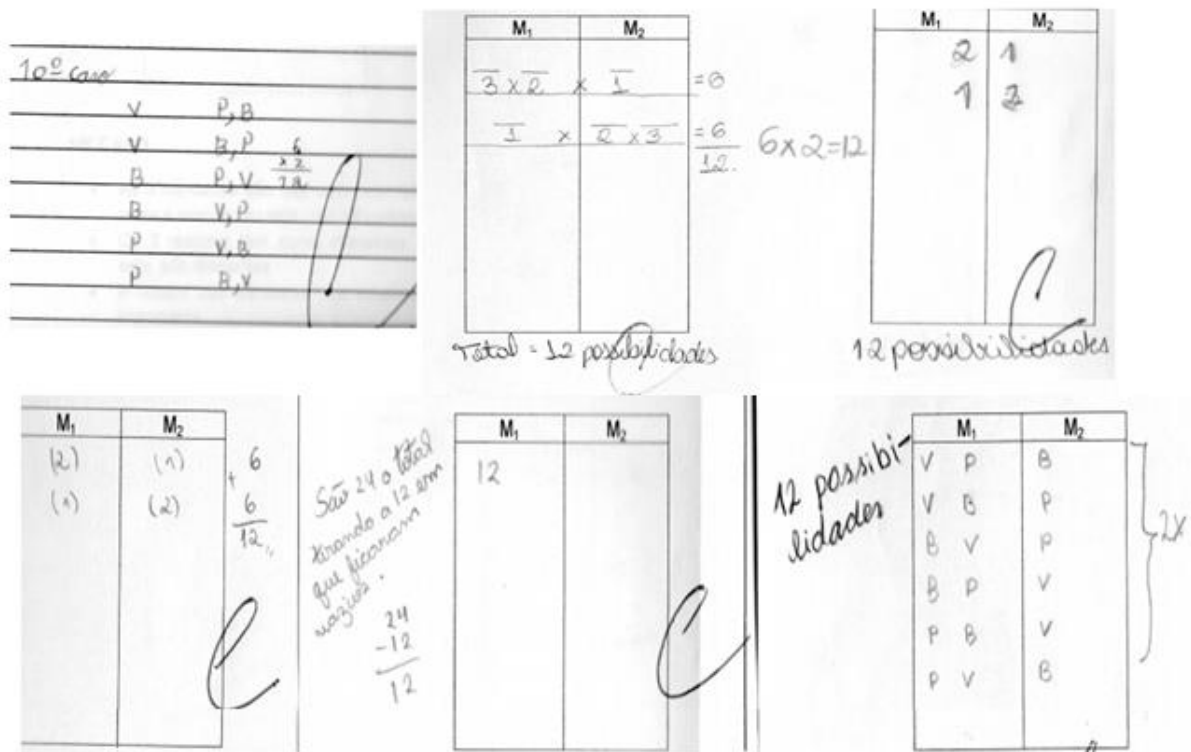 10º caso
V P,B
V B,P
B P,V
B V,P
P V,B
P B,V
6
x 2
12
M₁ M₂
3 x 2 x 1 = 6
1 x 2 x 3 = 6
12.
Total = 12 possibilidades
6x2=12
M₁ M₂
2 1
1 2
12 possibilidades
M₁ M₂
(2) (1)
(1) (2)
+ 6
6
12,,
São 24 o total
tirando a 12 em
que ficaram
vazios.
24
-12
12
M₁ M₂
12
12 possibi-
lidades
M₁ M₂
V P B
V B P
B V P
B P V
P B V
P V B
2X